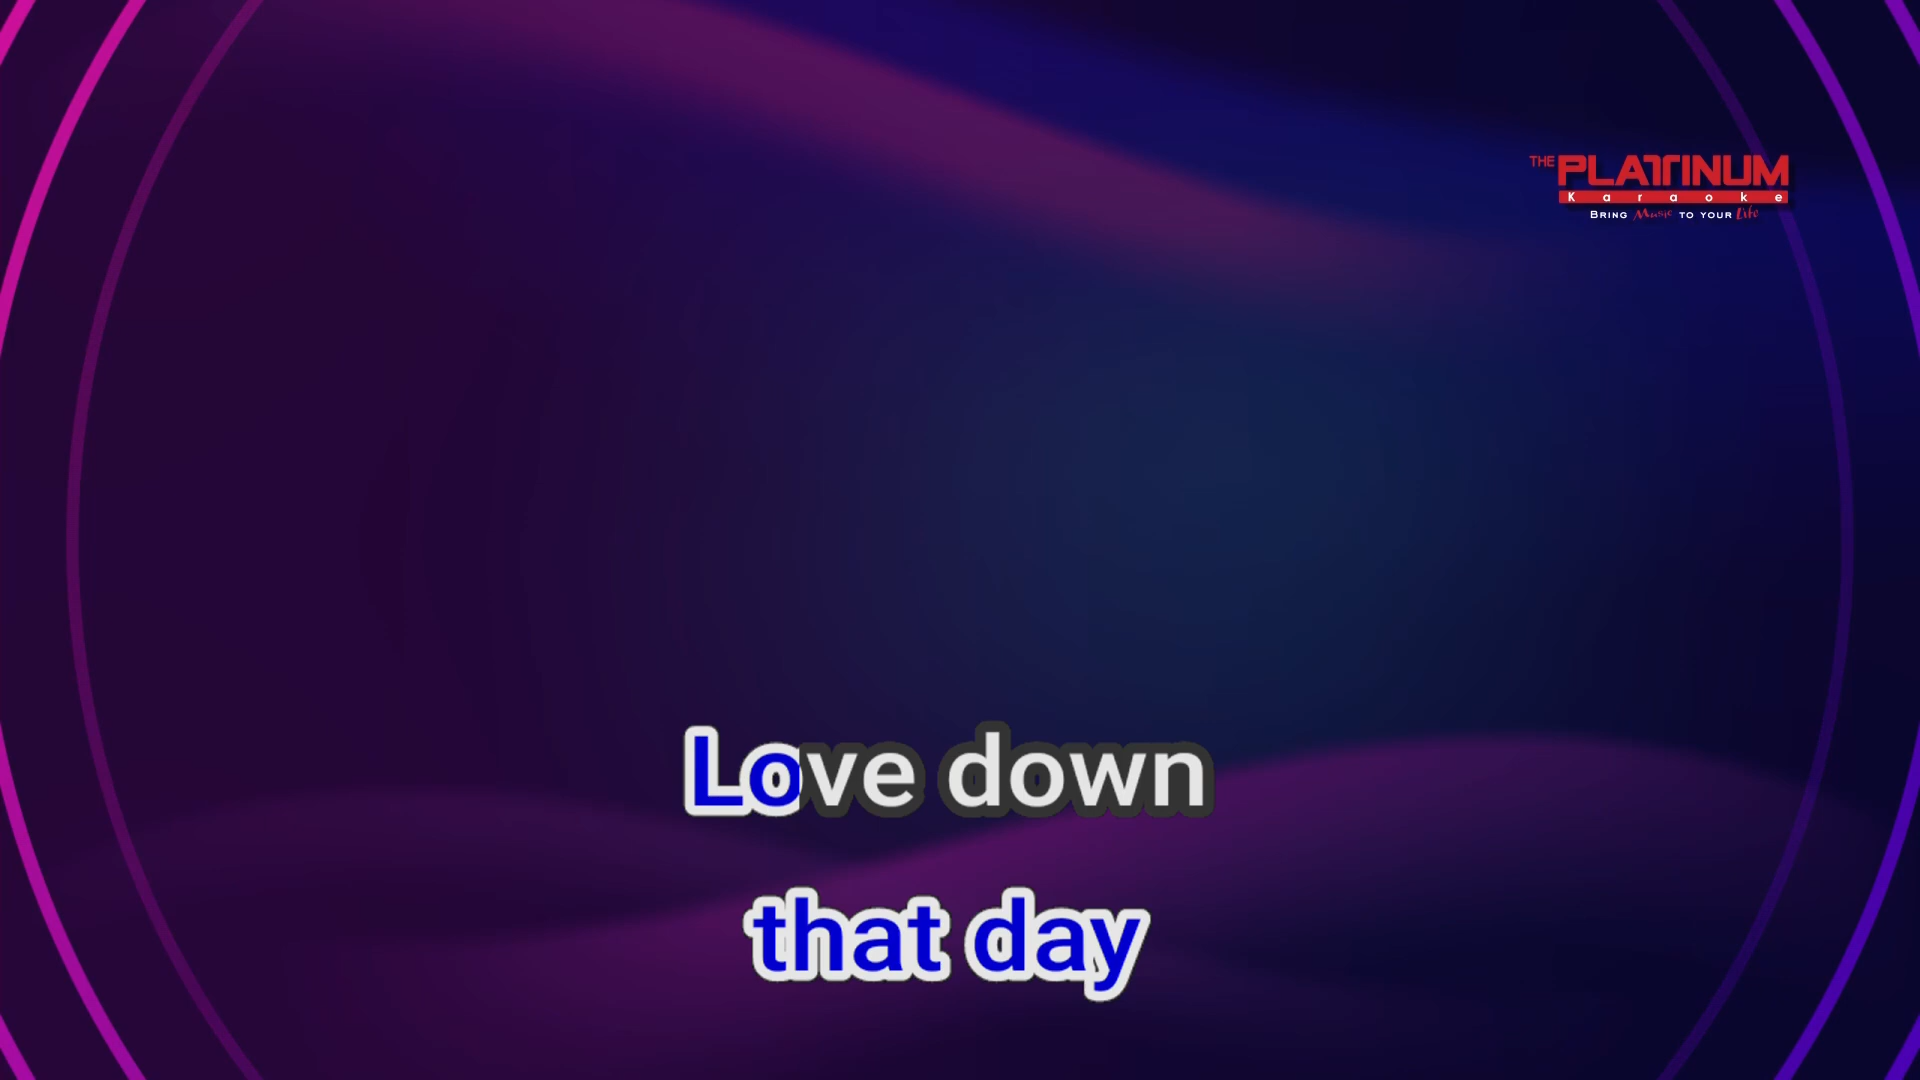 THE PLATINUM
Karaoke
BRING Music TO YOUR Life
Love down
that day